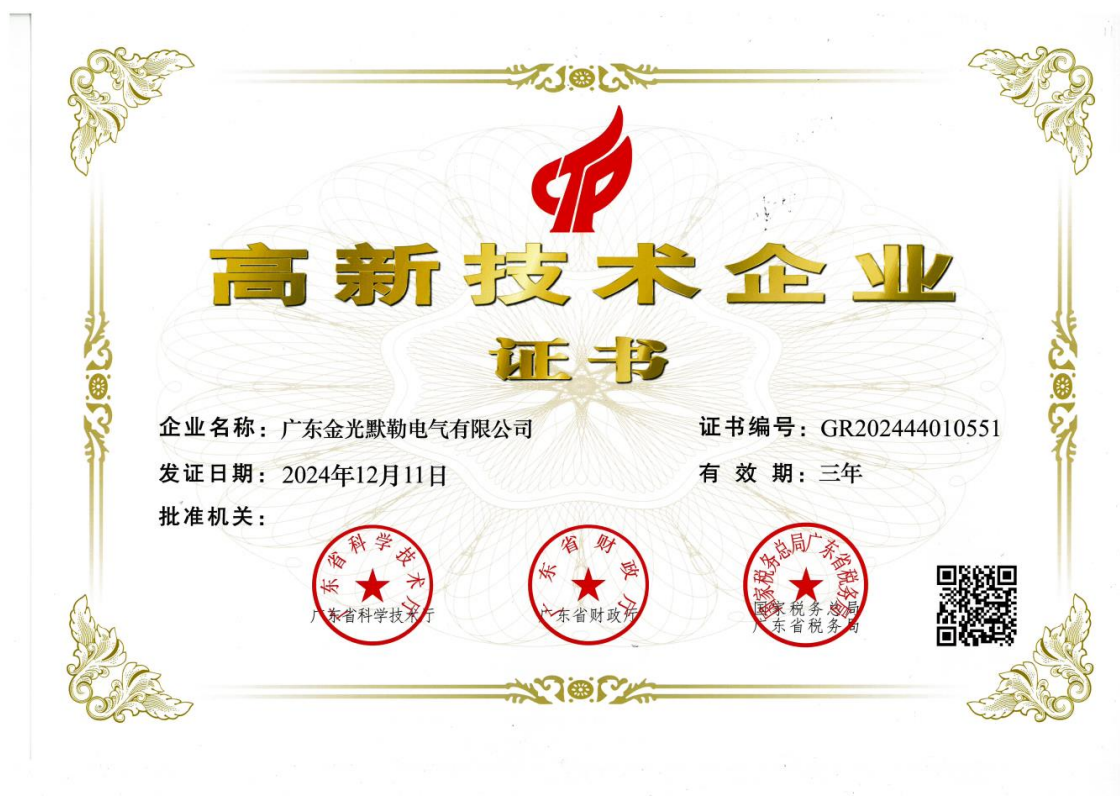 高新技术企业
证书
企业名称：广东金光默勒电气有限公司
证书编号：GR202444010551
发证日期：2024年12月11日
有效期：三年
批准机关：
广东省科学技术厅
广东省科学技术厅
广东省财政厅
广东省财政厅
国家税务总局广东省税务局
国家税务总局
广东省税务局